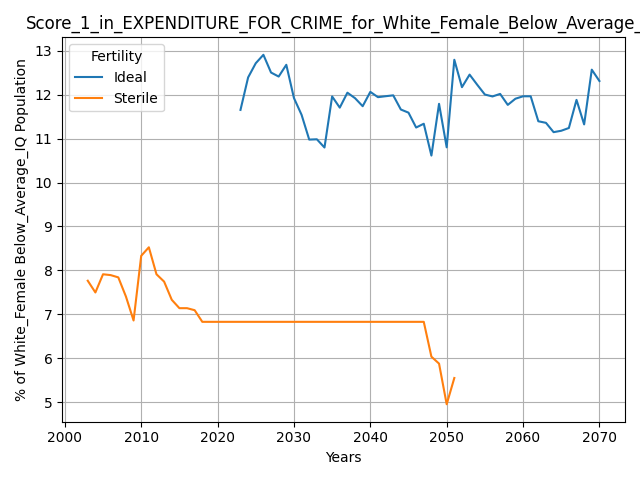 Score_1_in_EXPENDITURE_FOR_CRIME_for_White_Female_Below_Average_
13
12
11
10
9
8
7
6
5
Fertility
Ideal
Sterile
% of White_Female Below_Average_IQ Population
2000 2010 2020 2030 2040 2050 2060 2070
Years